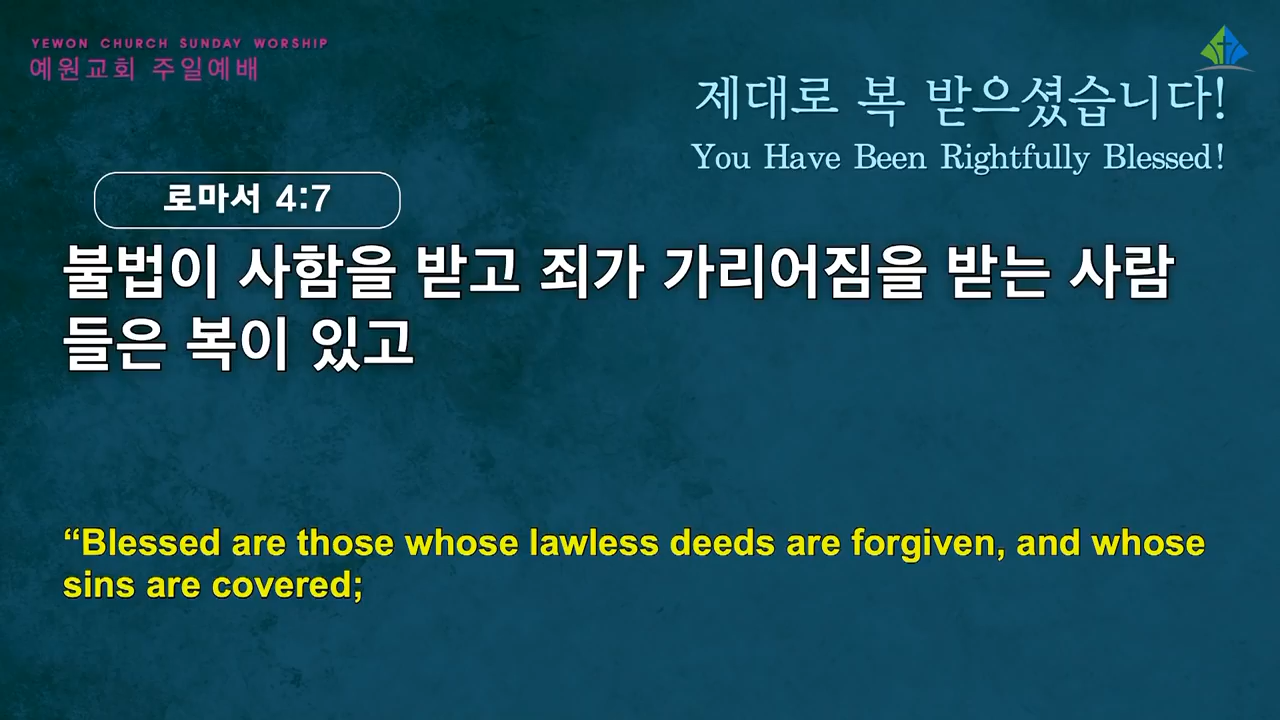 YEWON CHURCH SUNDAY WORSHIP
예원교회 주일예배
제대로 복 받으셨습니다!
You Have Been Rightfully Blessed!
로마서 4:7
불법이 사함을 받고 죄가 가리어짐을 받는 사람
들은 복이 있고
“Blessed are those whose lawless deeds are forgiven, and whose
sins are covered;